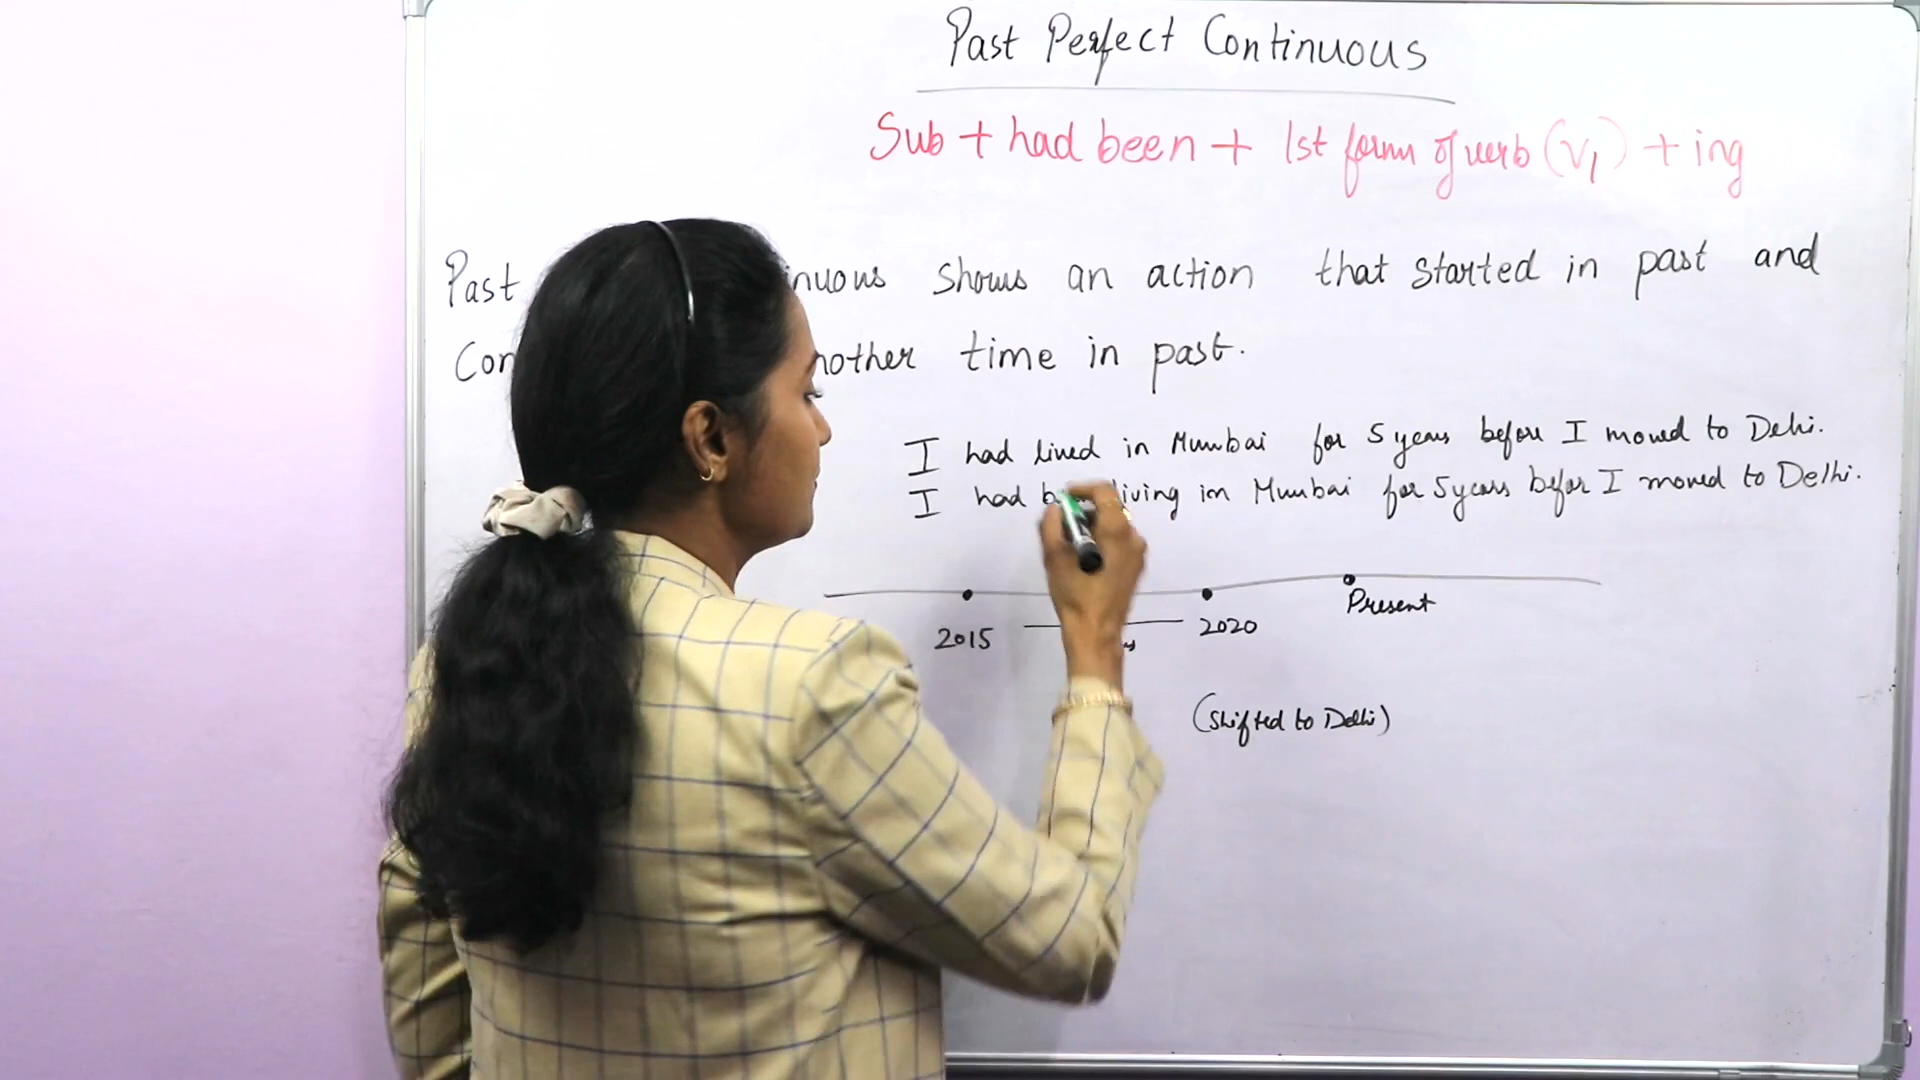 Past Perfect Continuous
Sub + had been + 1st form of verb (V1) + ing
Past nuous shows an action that started in past and
Con nother time in past.
I had lived in Mumbai for 5 years before I moved to Delhi.
I had living in Mumbai for 5 years befor I moved to Delhi.
Present
2015 2020
(Shifted to Delhi)